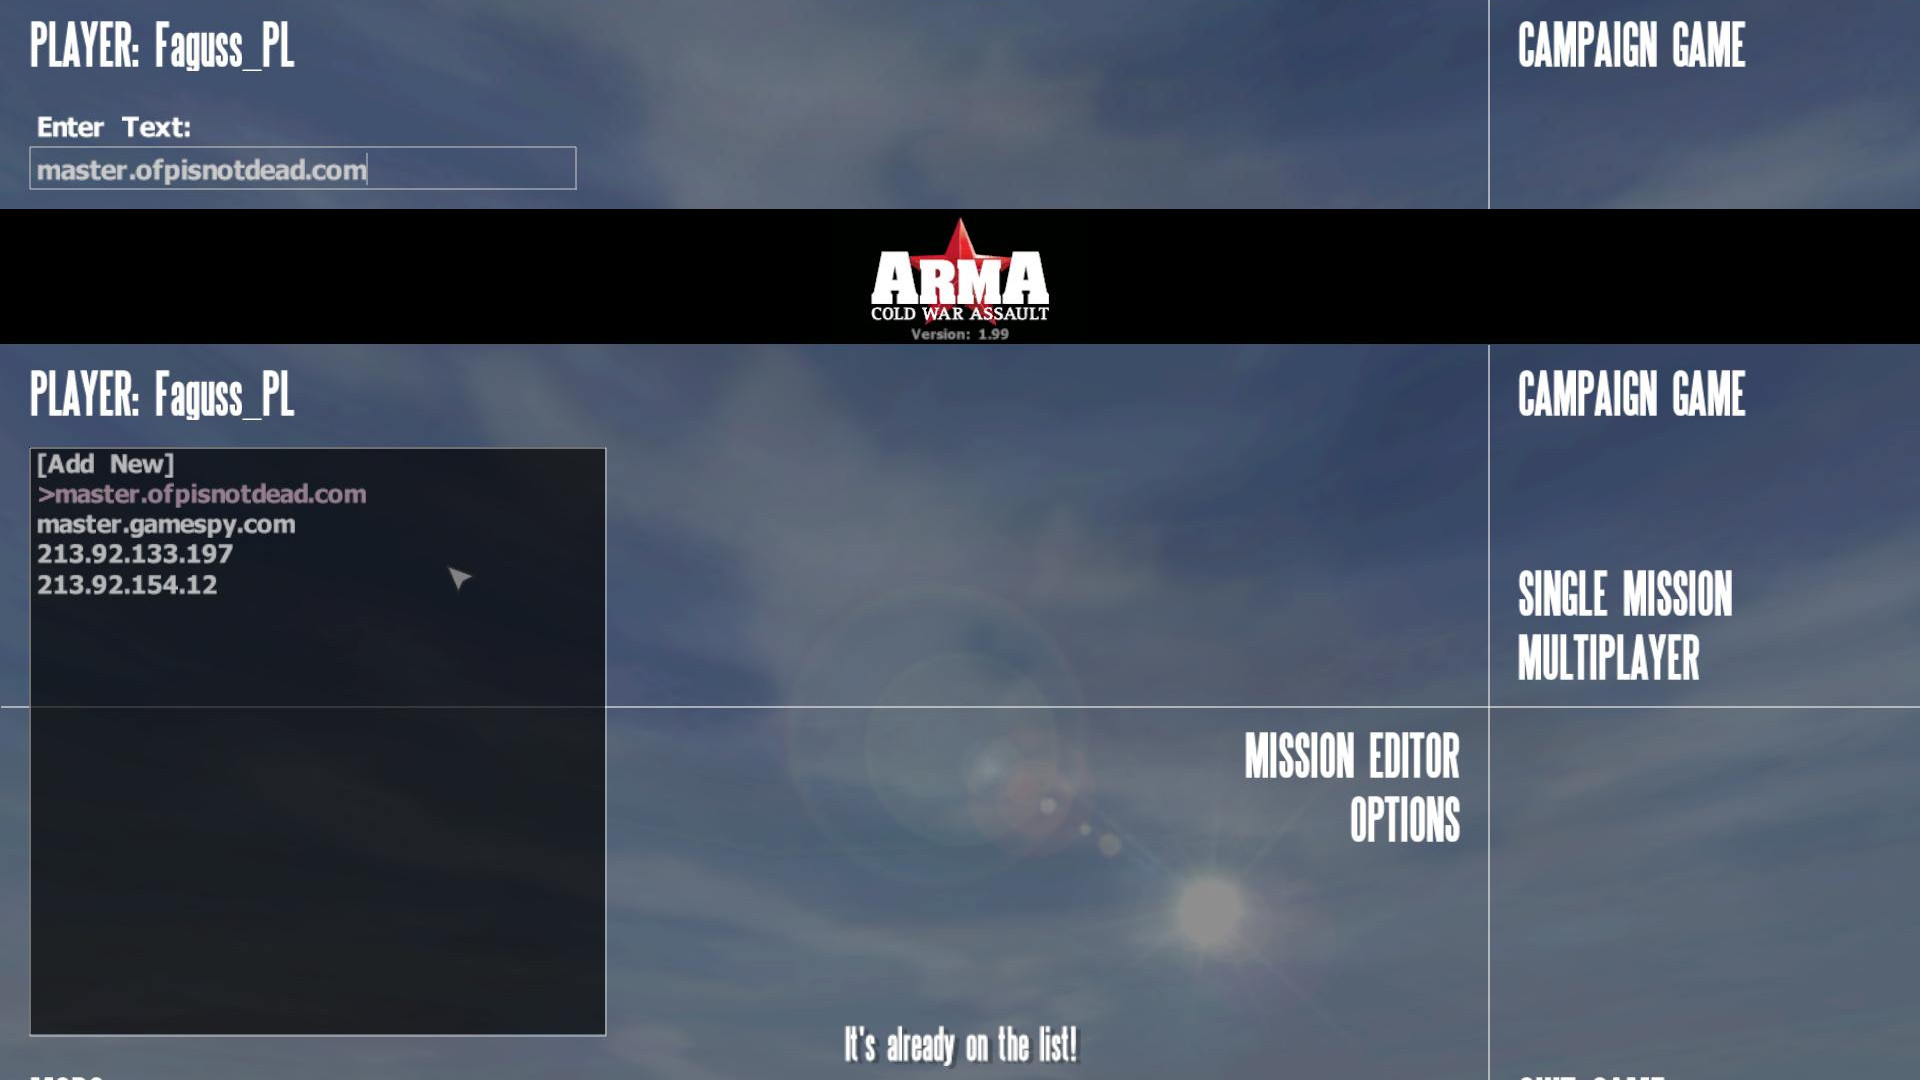 PLAYER: Faguss_PL
CAMPAIGN GAME
Enter Text:
master.ofpisnotdead.com
ARMA
COLD WAR ASSAULT
Version: 1.99
PLAYER: Faguss_PL
CAMPAIGN GAME
[Add New]
>master.ofpisnotdead.com
master.gamespy.com
213.92.133.197
213.92.154.12
SINGLE MISSION
MULTIPLAYER
MISSION EDITOR
OPTIONS
It's already on the list!